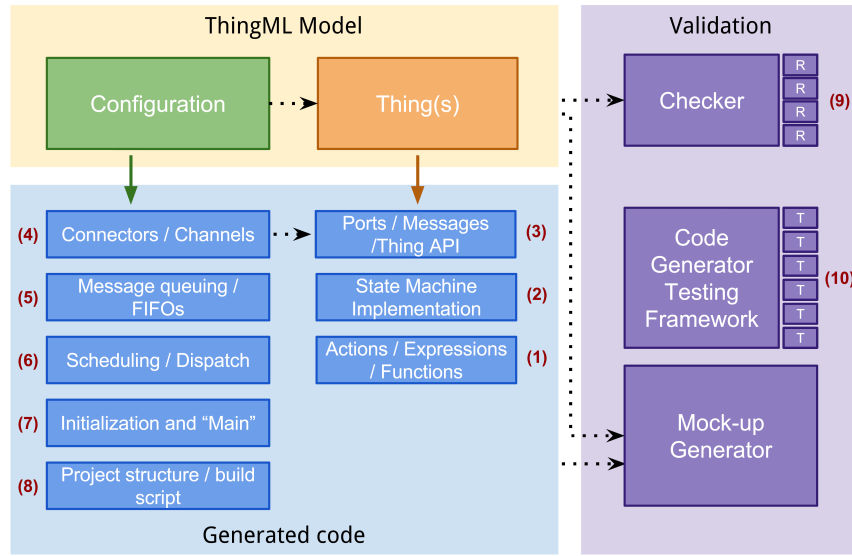 ThingML Model
Configuration
Thing(s)
(4)
Connectors / Channels
Ports / Messages
/Thing API
(3)
(5)
Message queuing /
FIFOs
State Machine
Implementation
(2)
(6)
Scheduling / Dispatch
Actions / Expressions
/ Functions
(1)
(7)
Initialization and “Main”
(8)
Project structure / build
script
Generated code
Validation
Checker
R
R
R
R
(9)
Code
Generator
Testing
Framework
T
T
T
T
T
T
(10)
Mock-up
Generator